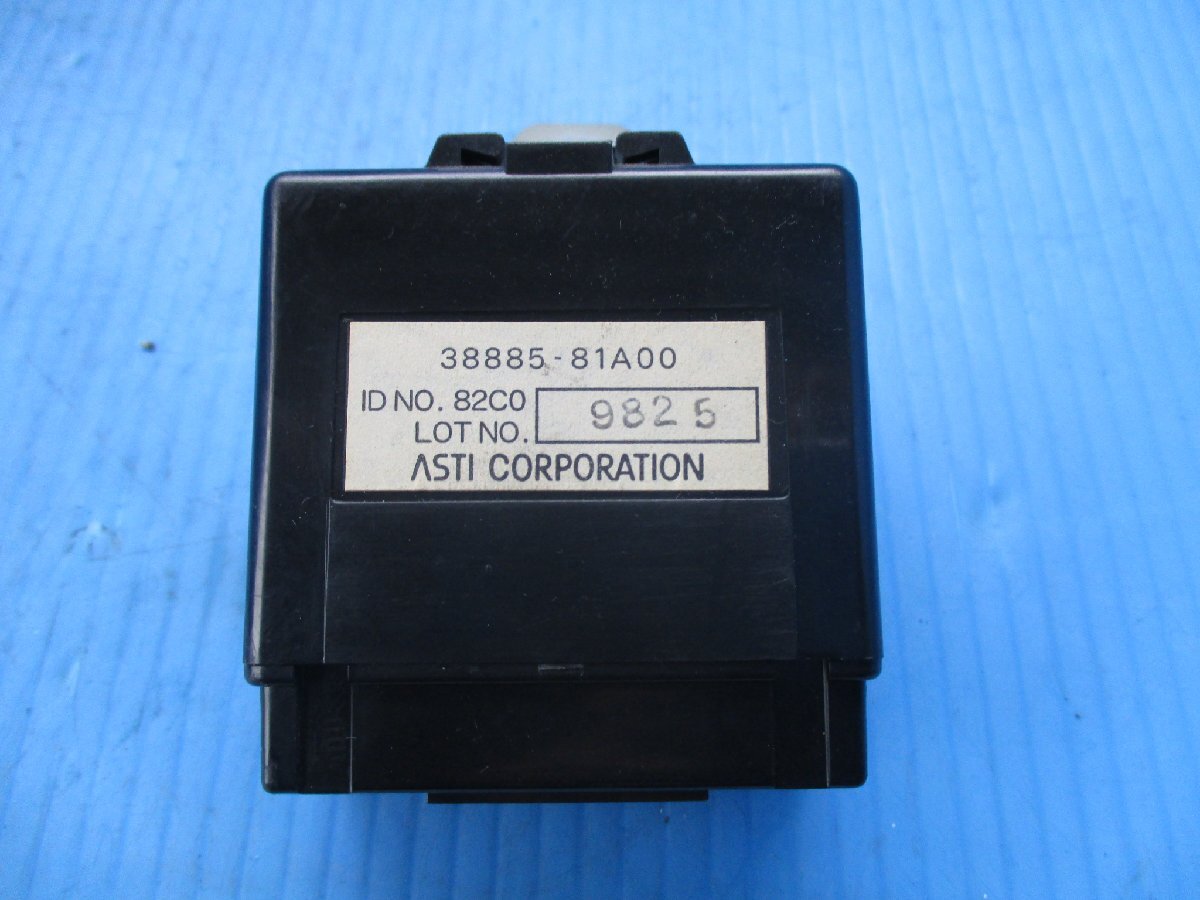 38885-81A00
ID NO. 82C0
LOT NO. 9825
ASTI CORPORATION